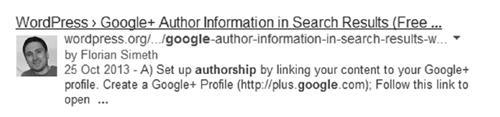 WordPress › Google+ Author Information in Search Results (Free ...
wordpress.org/.../google-author-information-in-search-results-w...
by Florian Simeth
25 Oct 2013 - A) Set up authorship by linking your content to your Google+
profile. Create a Google+ Profile (http://plus.google.com); Follow this link to
open ...